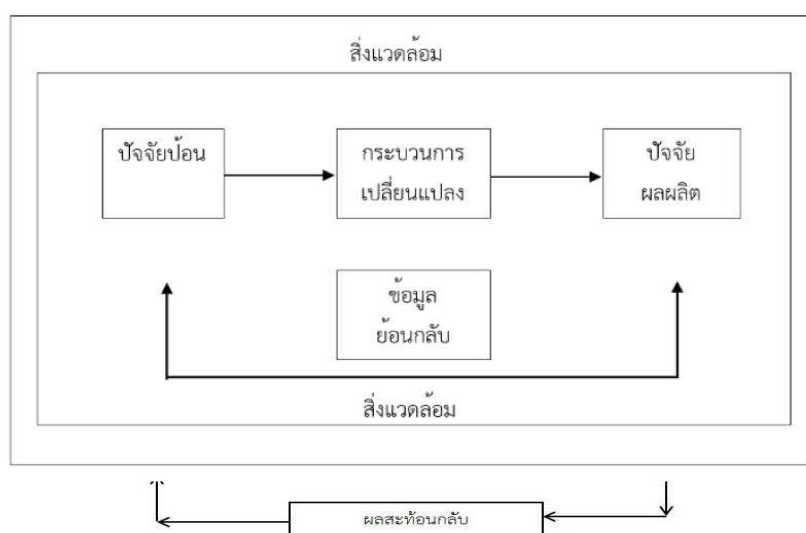 สิ่งแวดล้อม
ปัจจัยป้อน
กระบวนการ
เปลี่ยนแปลง
ปัจจัย
ผลผลิต
ข้อมูล
ย้อนกลับ
สิ่งแวดล้อม
ผลสะท้อนกลับ